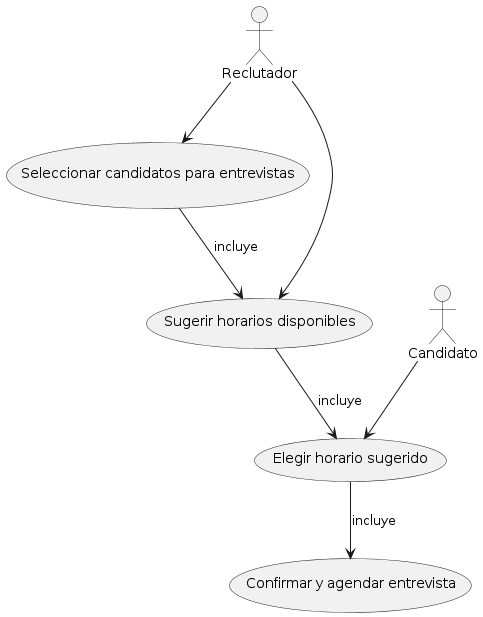 Reclutador
Seleccionar candidatos para entrevistas
incluye
Sugerir horarios disponibles
Candidato
incluye
Elegir horario sugerido
incluye
Confirmar y agendar entrevista